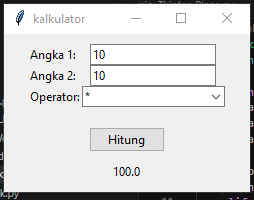 kalkulator
Angka 1: 10
Angka 2: 10
Operator: *
Hitung
100.0